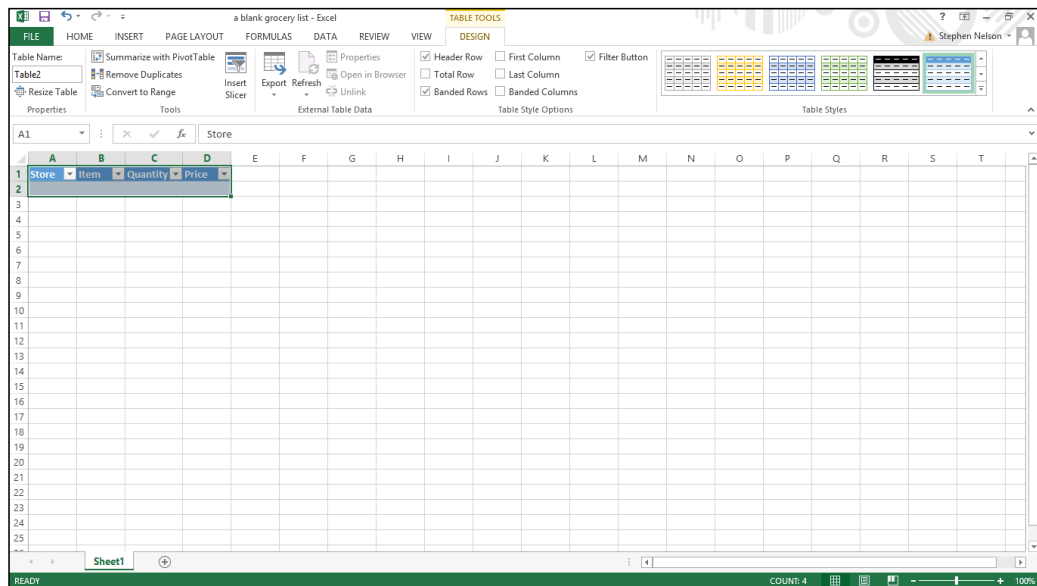 a blank grocery list - Excel
TABLE TOOLS
?
FILE HOME INSERT PAGE LAYOUT FORMULAS DATA REVIEW VIEW DESIGN
Stephen Nelson
Table Name:
Table2
Resize Table
Properties
Summarize with PivotTable
Remove Duplicates
Convert to Range
Tools
Insert
Slicer
Export
Refresh
Properties
Open in Browser
Unlink
External Table Data
Header Row
Total Row
Banded Rows
First Column
Last Column
Banded Columns
Filter Button
Table Style Options
Table Styles
A1
fx
Store
A B C D E F G H I J K L M N O P Q R S T
1 Store Item Quantity Price
2
3
4
5
6
7
8
9
10
11
12
13
14
15
16
17
18
19
20
21
22
23
24
25
Sheet1
READY
COUNT: 4
100%